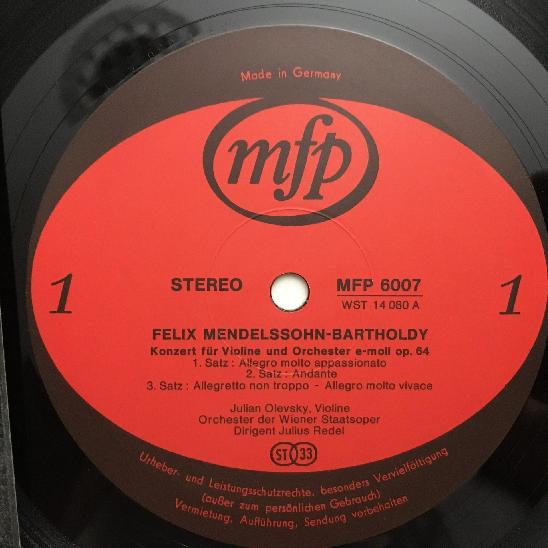 Made in Germany
mfp
1 1
STEREO MFP 6007
WST 14 080 A
FELIX MENDELSSOHN-BARTHOLDY
Konzert für Violine und Orchester e-moll op. 64
1. Satz : Allegro molto appassionato
2. Satz : Andante
3. Satz : Allegretto non troppo - Allegro molto vivace
Julian Olevsky, Violine
Orchester der Wiener Staatsoper
Dirigent Julius Redel
ST 33
Urheber- und Leistungsschutzrechte, besonders Vervielfältigung
(außer zum persönlichen Gebrauch)
Vermietung, Aufführung, Sendung vorbehalten